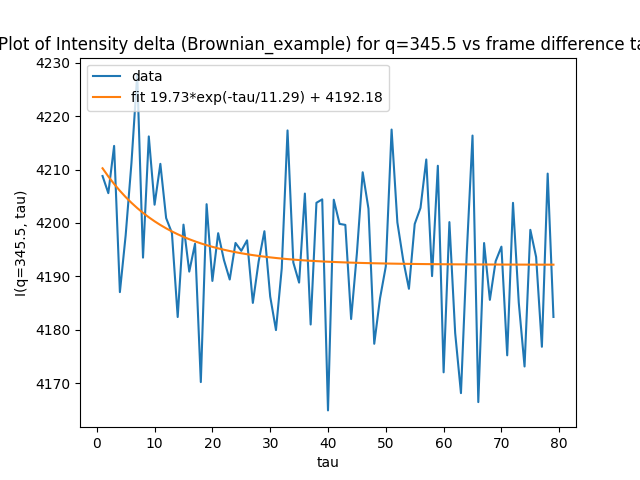 Plot of Intensity delta (Brownian_example) for q=345.5 vs frame difference ta
4230
4220
4210
4200
4190
4180
4170
I(q=345.5, tau)
data
fit 19.73*exp(-tau/11.29) + 4192.18
0 10 20 30 40 50 60 70 80
tau